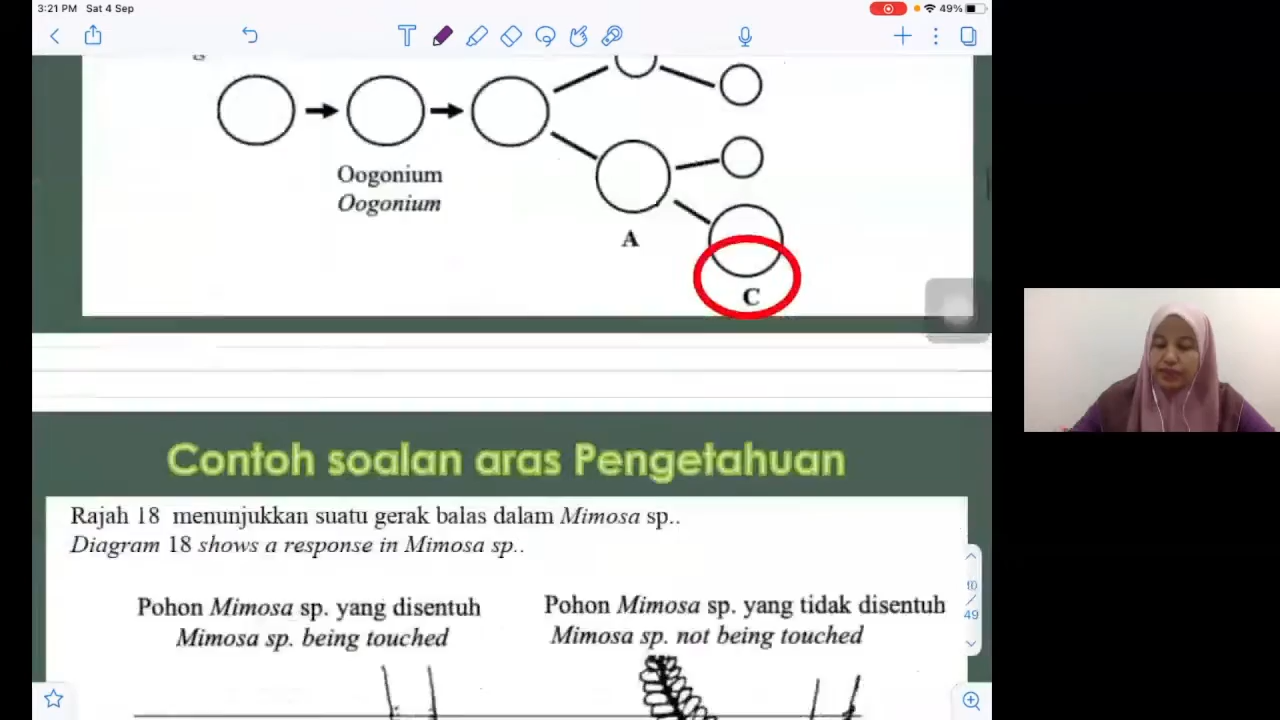 3:21 PM Sat 4 Sep
49%
Oogonium
Oogonium
A
C
Contoh soalan aras Pengetahuan
Rajah 18 menunjukkan suatu gerak balas dalam Mimosa sp..
Diagram 18 shows a response in Mimosa sp..
Pohon Mimosa sp. yang disentuh
Mimosa sp. being touched
Pohon Mimosa sp. yang tidak disentuh
Mimosa sp. not being touched
10
/
49